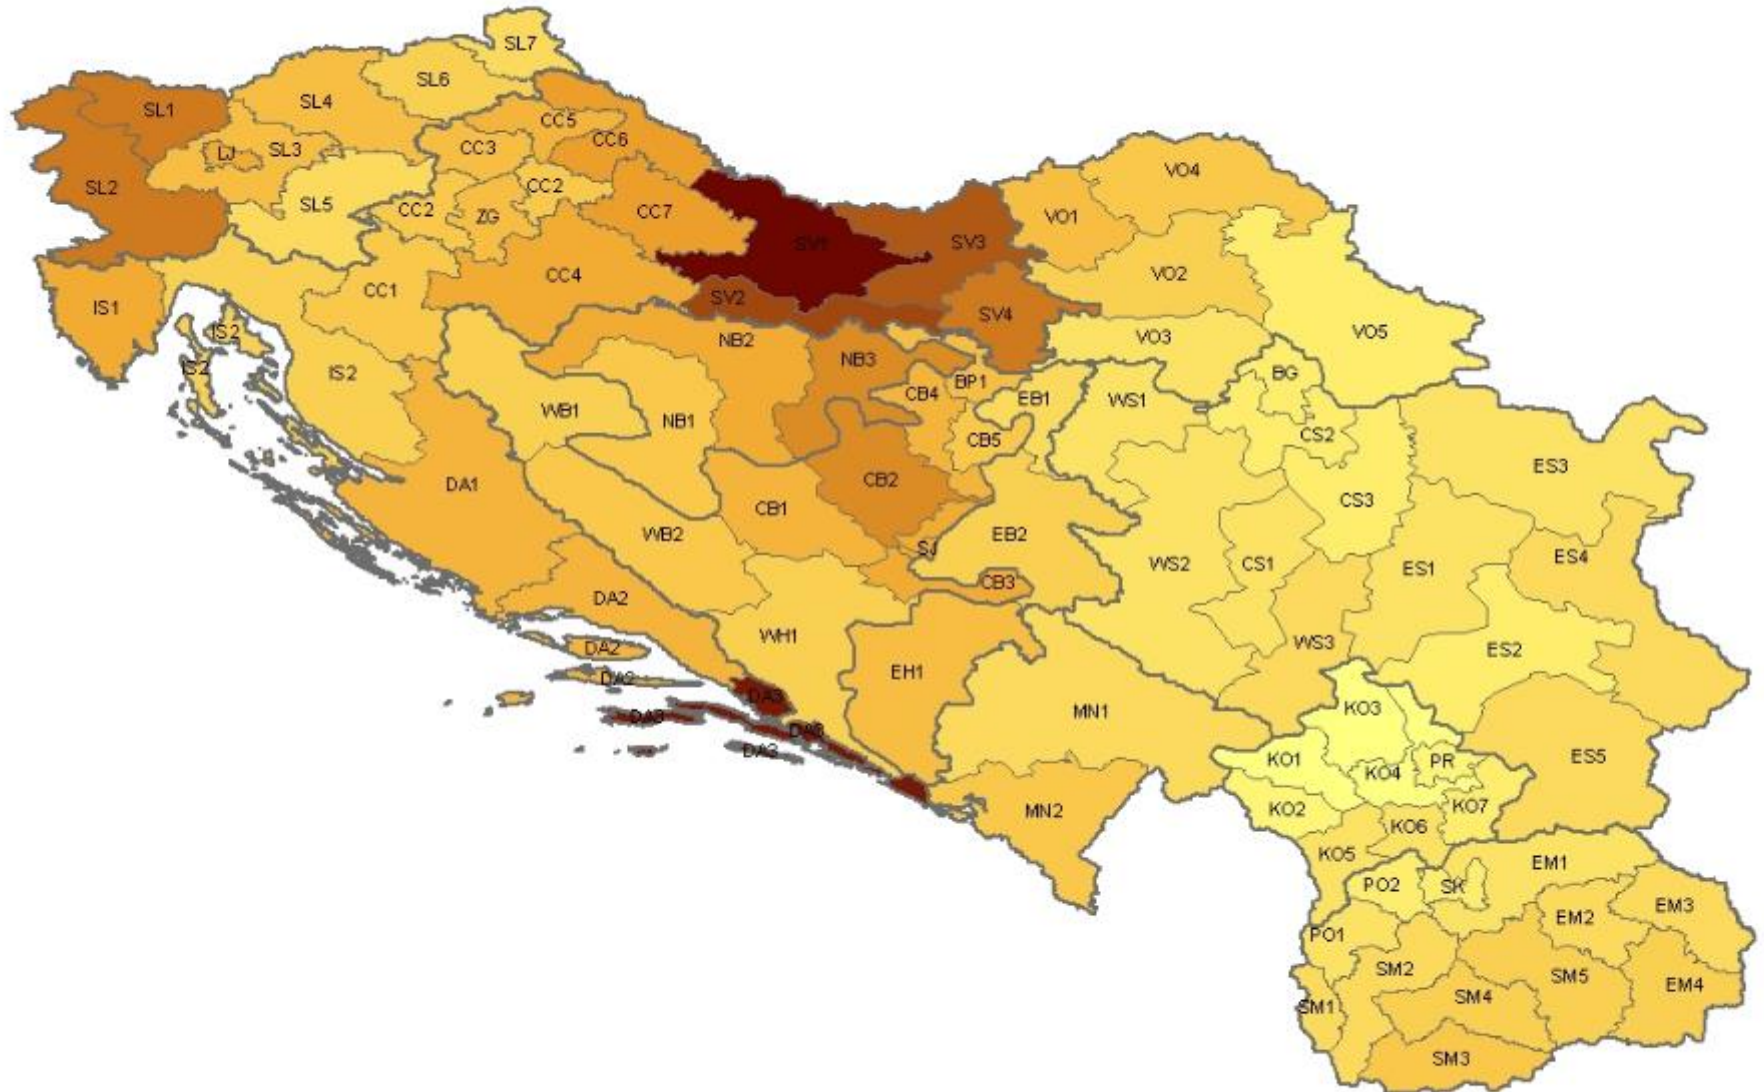 SL7
SL6
SL4
SL1
CC5
CC6
CC3
LJ
SL3
VO4
SL2
CC2
SL5
CC2
CC7
ZG
VO1
SV1
SV3
CC4
VO2
CC1
SV2
IS1
SV4
VO5
IS2
VO3
NB2
NB3
IS2
IS2
BG
BP1
CB4
EB1
WS1
WB1
NB1
CS2
CB5
ES3
DA1
CB2
CS3
CB1
WB2
EB2
SJ
ES4
WS2
CS1
ES1
CB3
DA2
WH1
WS3
DA2
ES2
EH1
DA2
DA3
KO3
MN1
DA3
DA3
DA3
ES5
KO1
PR
KO4
KO7
KO2
MN2
KO6
KO5
EM1
PO2
SK
EM3
EM2
PO1
SM2
SM5
EM4
SM4
SM1
SM3